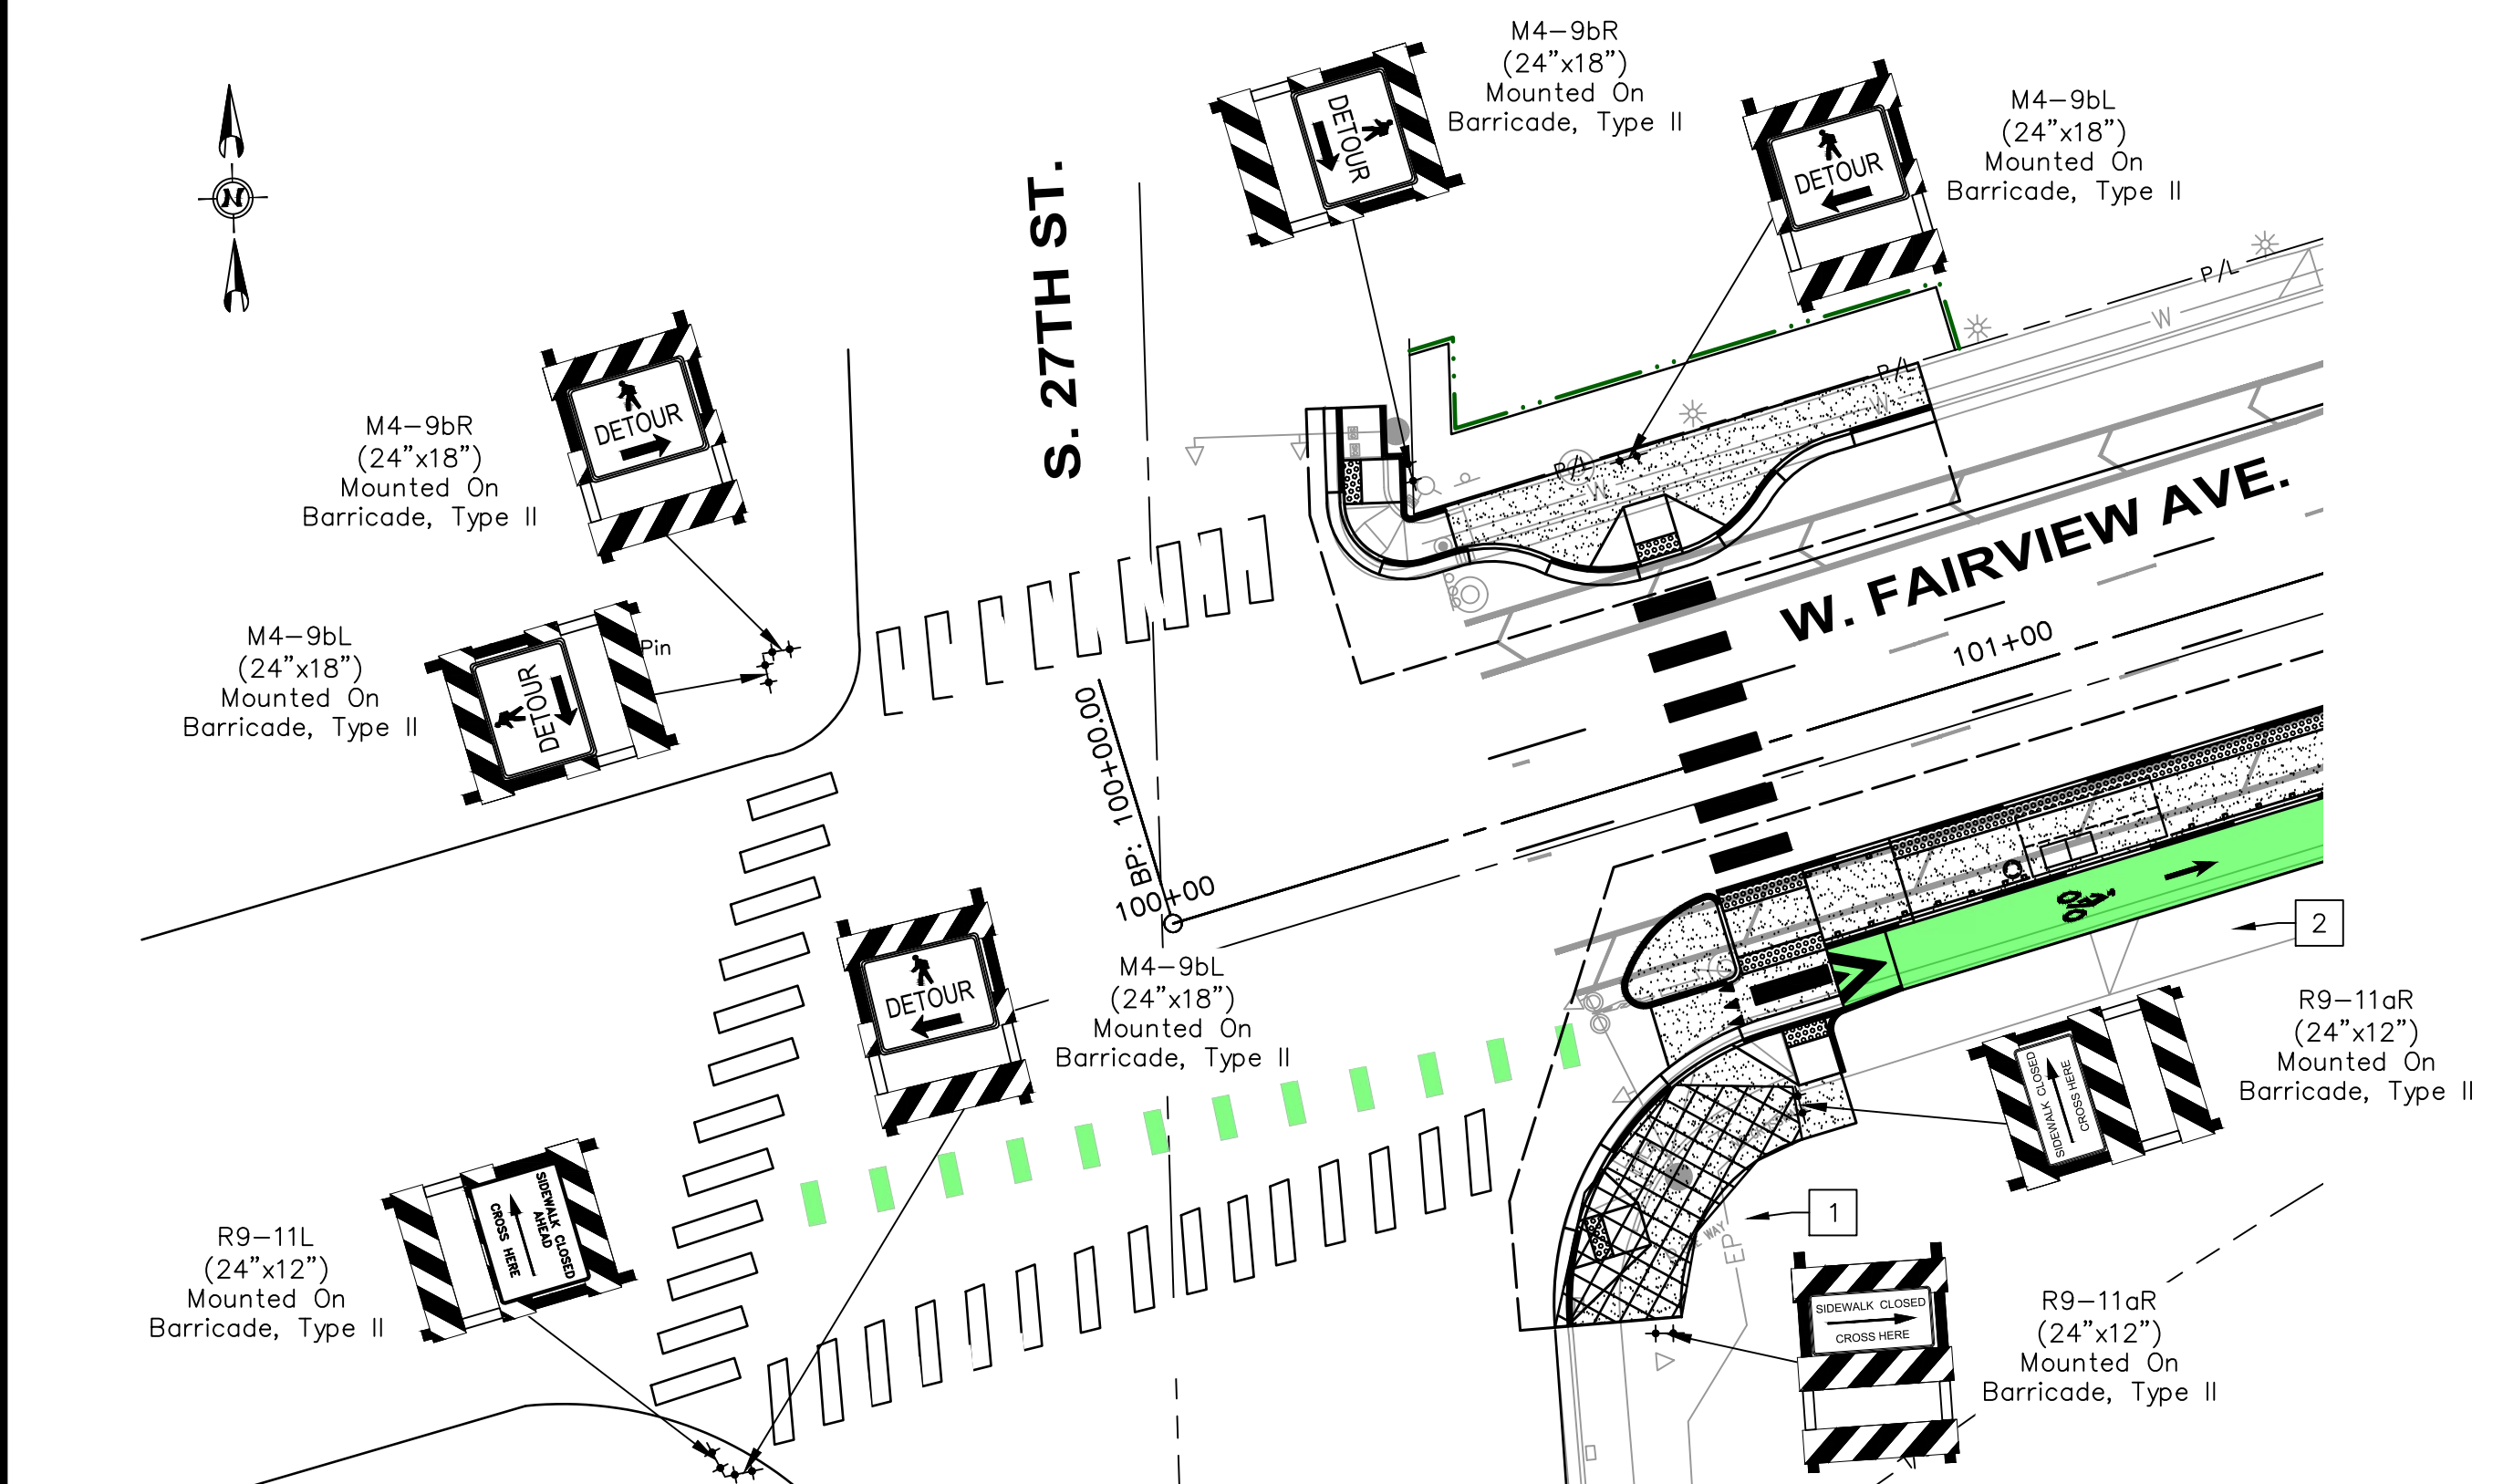 M4-9bR
(24"x18")
Mounted On
Barricade, Type II
DETOUR
M4-9bL
(24"x18")
Mounted On
Barricade, Type II
DETOUR
N
S. 27TH ST.
P/L
W
P/L
W
P/L
W
M4-9bR
(24"x18")
Mounted On
Barricade, Type II
DETOUR
W. FAIRVIEW AVE.
101+00
M4-9bL
(24"x18")
Mounted On
Barricade, Type II
DETOUR
Pin
BP: 100+00.00
100+00
M4-9bL
(24"x18")
Mounted On
Barricade, Type II
DETOUR
2
R9-11aR
(24"x12")
Mounted On
Barricade, Type II
SIDEWALK CLOSED
CROSS HERE
1
EP
R9-11L
(24"x12")
Mounted On
Barricade, Type II
SIDEWALK CLOSED
AHEAD
CROSS HERE
R9-11aR
(24"x12")
Mounted On
Barricade, Type II
SIDEWALK CLOSED
CROSS HERE